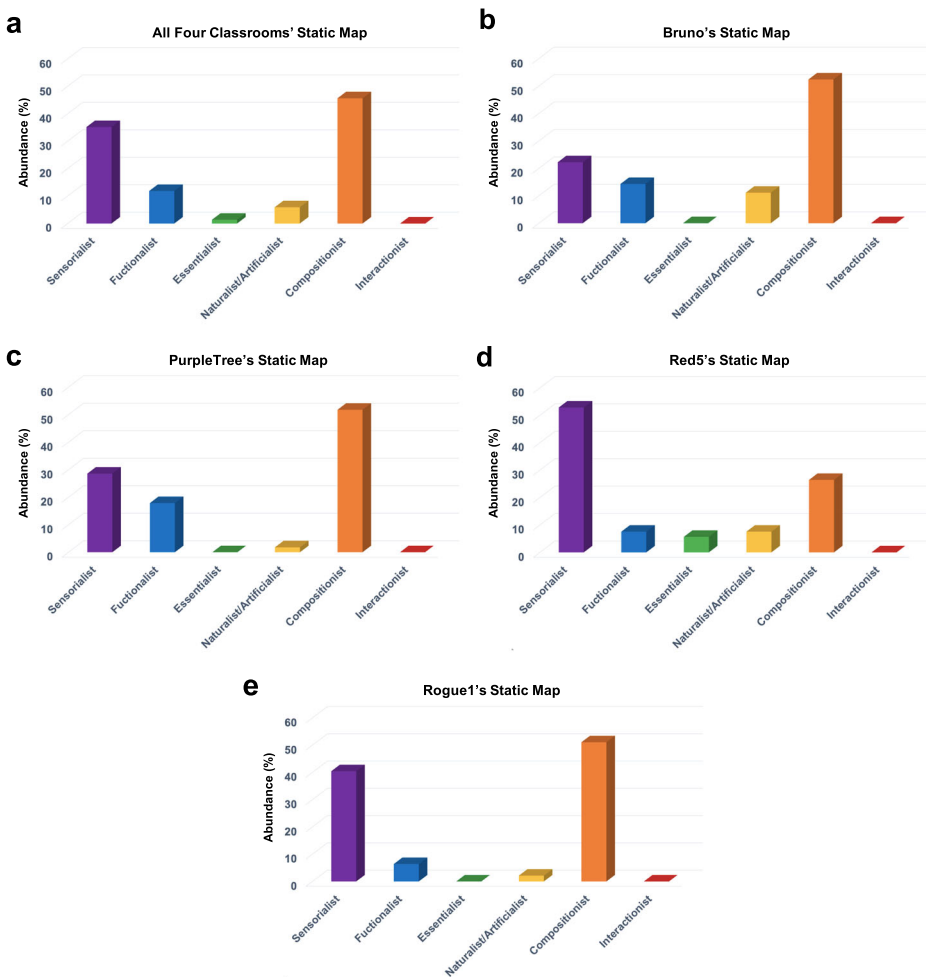 a
All Four Classrooms' Static Map
Abundance (%)
60
50
40
30
20
10
0
Sensorialist
Fuctionalist
Essentialist
Naturalist/Artificialist
Compositionist
Interactionist
b
Bruno's Static Map
Abundance (%)
60
50
40
30
20
10
0
Sensorialist
Fuctionalist
Essentialist
Naturalist/Artificialist
Compositionist
Interactionist
c
PurpleTree's Static Map
Abundance (%)
60
50
40
30
20
10
0
Sensorialist
Fuctionalist
Essentialist
Naturalist/Artificialist
Compositionist
Interactionist
d
Red5's Static Map
Abundance (%)
60
50
40
30
20
10
0
Sensorialist
Fuctionalist
Essentialist
Naturalist/Artificialist
Compositionist
Interactionist
e
Rogue1's Static Map
Abundance (%)
60
50
40
30
20
10
0
Sensorialist
Fuctionalist
Essentialist
Naturalist/Artificialist
Compositionist
Interactionist